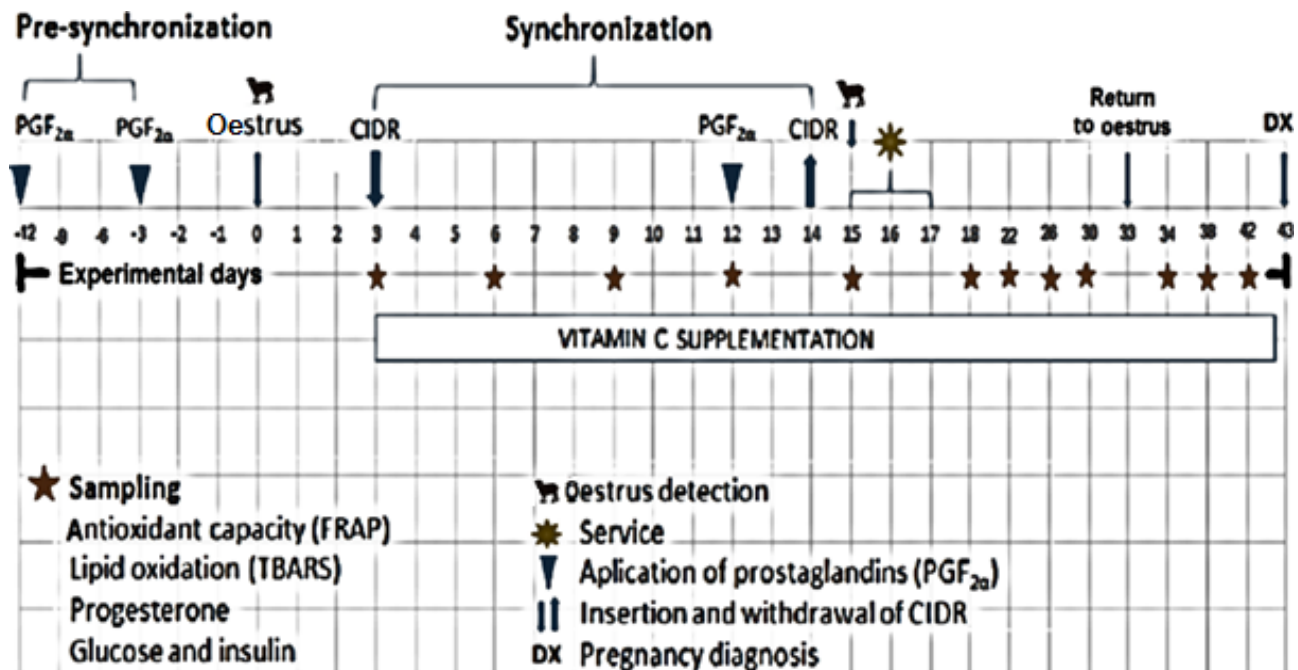 Pre-synchronization
Synchronization
PGF2α PGF2α Oestrus CIDR PGF2α CIDR Return to oestrus DX
-12 -9 -6 -3 -2 -1 0 1 2 3 4 5 6 7 8 9 10 11 12 13 14 15 16 17 18 22 26 30 33 34 38 42 43
Experimental days
VITAMIN C SUPPLEMENTATION
Sampling
Antioxidant capacity (FRAP)
Lipid oxidation (TBARS)
Progesterone
Glucose and insulin
Oestrus detection
Service
Aplication of prostaglandins (PGF2α)
Insertion and withdrawal of CIDR
DX Pregnancy diagnosis